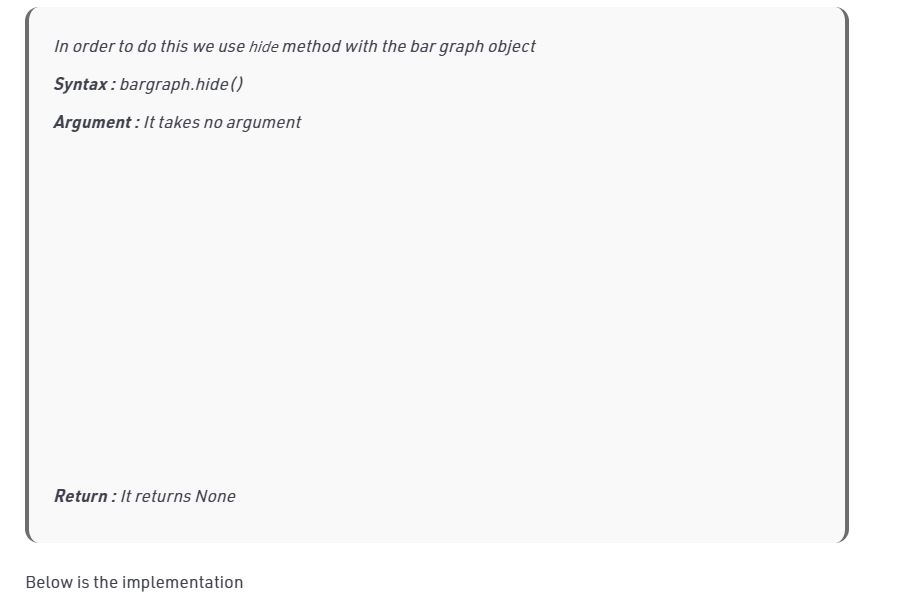 In order to do this we use hide method with the bar graph object
Syntax : bargraph.hide()
Argument : It takes no argument
Return : It returns None
Below is the implementation